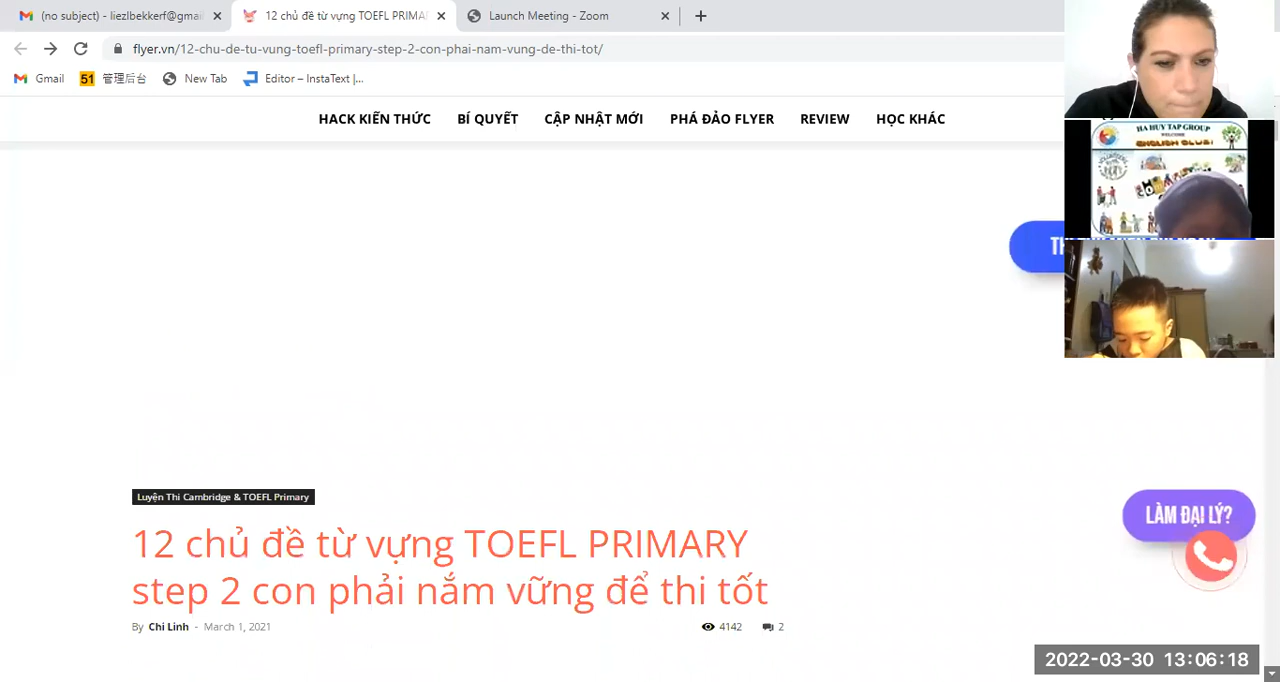 (no subject) - liezlbekkerf@gmai
12 chủ đề từ vựng TOEFL PRIMA
Launch Meeting - Zoom
flyer.vn/12-chu-de-tu-vung-toefl-primary-step-2-con-phai-nam-vung-de-thi-tot/
Gmail
51 管理后台
New Tab
Editor – InstaText |...
HACK KIẾN THỨC
BÍ QUYẾT
CẬP NHẬT MỚI
PHÁ ĐẢO FLYER
REVIEW
HỌC KHÁC
HA HUY TAP GROUP
WELCOME
ENGLISH CLUB!
Luyện Thi Cambridge & TOEFL Primary
LÀM ĐẠI LÝ?
12 chủ đề từ vựng TOEFL PRIMARY
step 2 con phải nắm vững để thi tốt
By Chi Linh - March 1, 2021
4142
2
2022-03-30 13:06:18